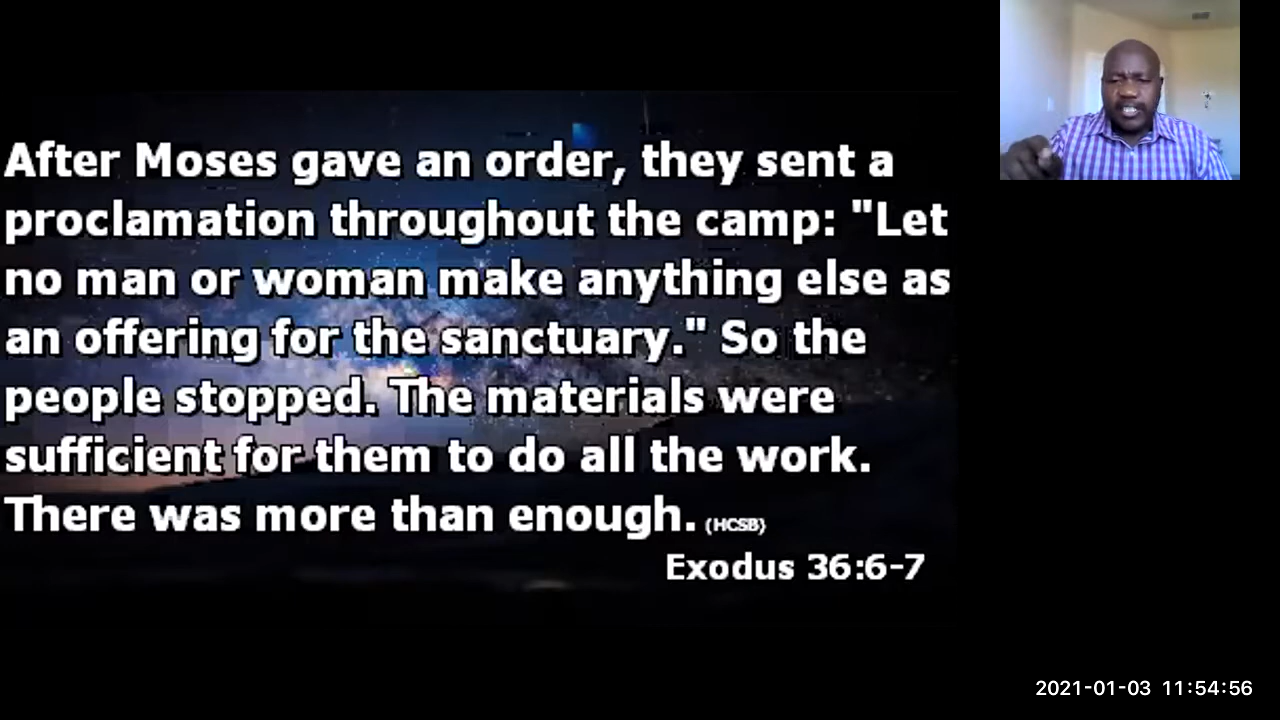 After Moses gave an order, they sent a
proclamation throughout the camp: "Let
no man or woman make anything else as
an offering for the sanctuary." So the
people stopped. The materials were
sufficient for them to do all the work.
There was more than enough. (HCSB)
Exodus 36:6-7
2021-01-03 11:54:56